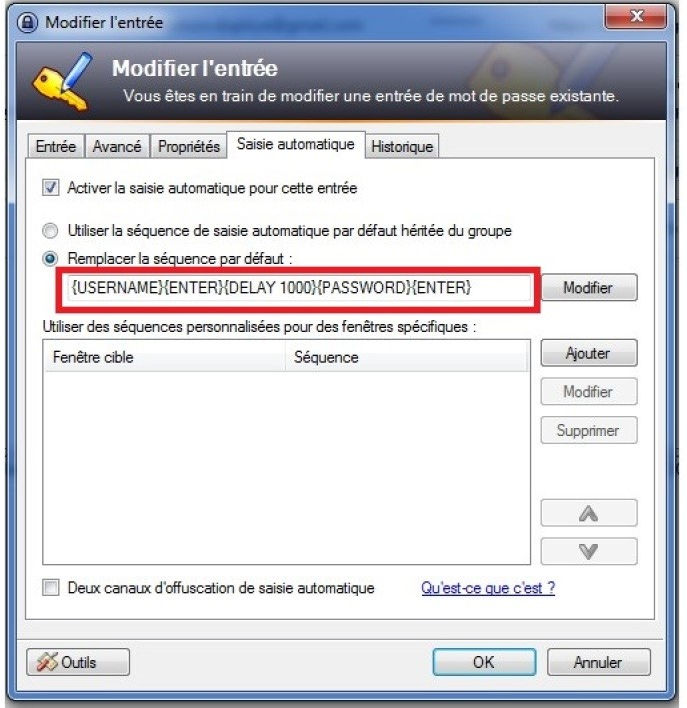 Modifier l'entrée
Modifier l'entrée
Vous êtes en train de modifier une entrée de mot de passe existante.
Entrée Avancé Propriétés Saisie automatique Historique
Activer la saisie automatique pour cette entrée
Utiliser la séquence de saisie automatique par défaut héritée du groupe
Remplacer la séquence par défaut :
{USERNAME}{ENTER}{DELAY 1000}{PASSWORD}{ENTER} Modifier
Utiliser des séquences personnalisées pour des fenêtres spécifiques :
Fenêtre cible Séquence
Ajouter
Modifier
Supprimer
Deux canaux d'offuscation de saisie automatique Qu'est-ce que c'est ?
Outils OK Annuler